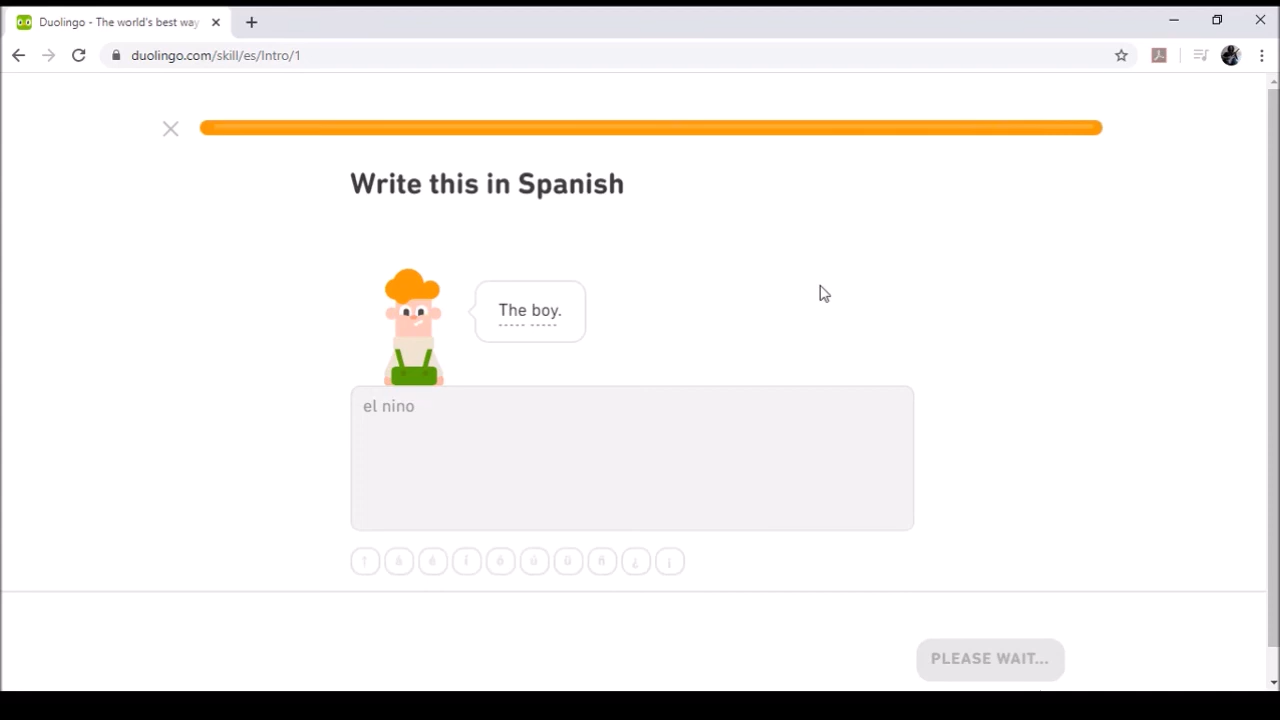 Duolingo - The world's best way
duolingo.com/skill/es/Intro/1
Write this in Spanish
The boy.
el nino
↑ á é í ó ú ü ñ ¿ ¡
PLEASE WAIT...